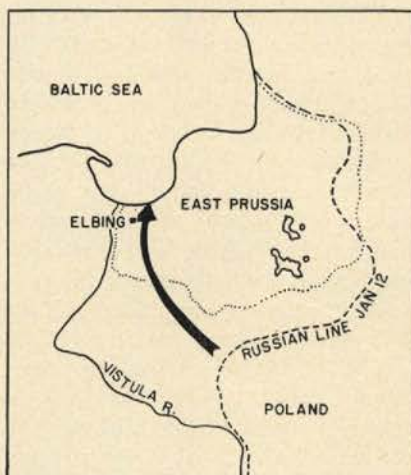 BALTIC SEA
EAST PRUSSIA
ELBING
RUSSIAN LINE JAN 12
VISTULA R.
POLAND